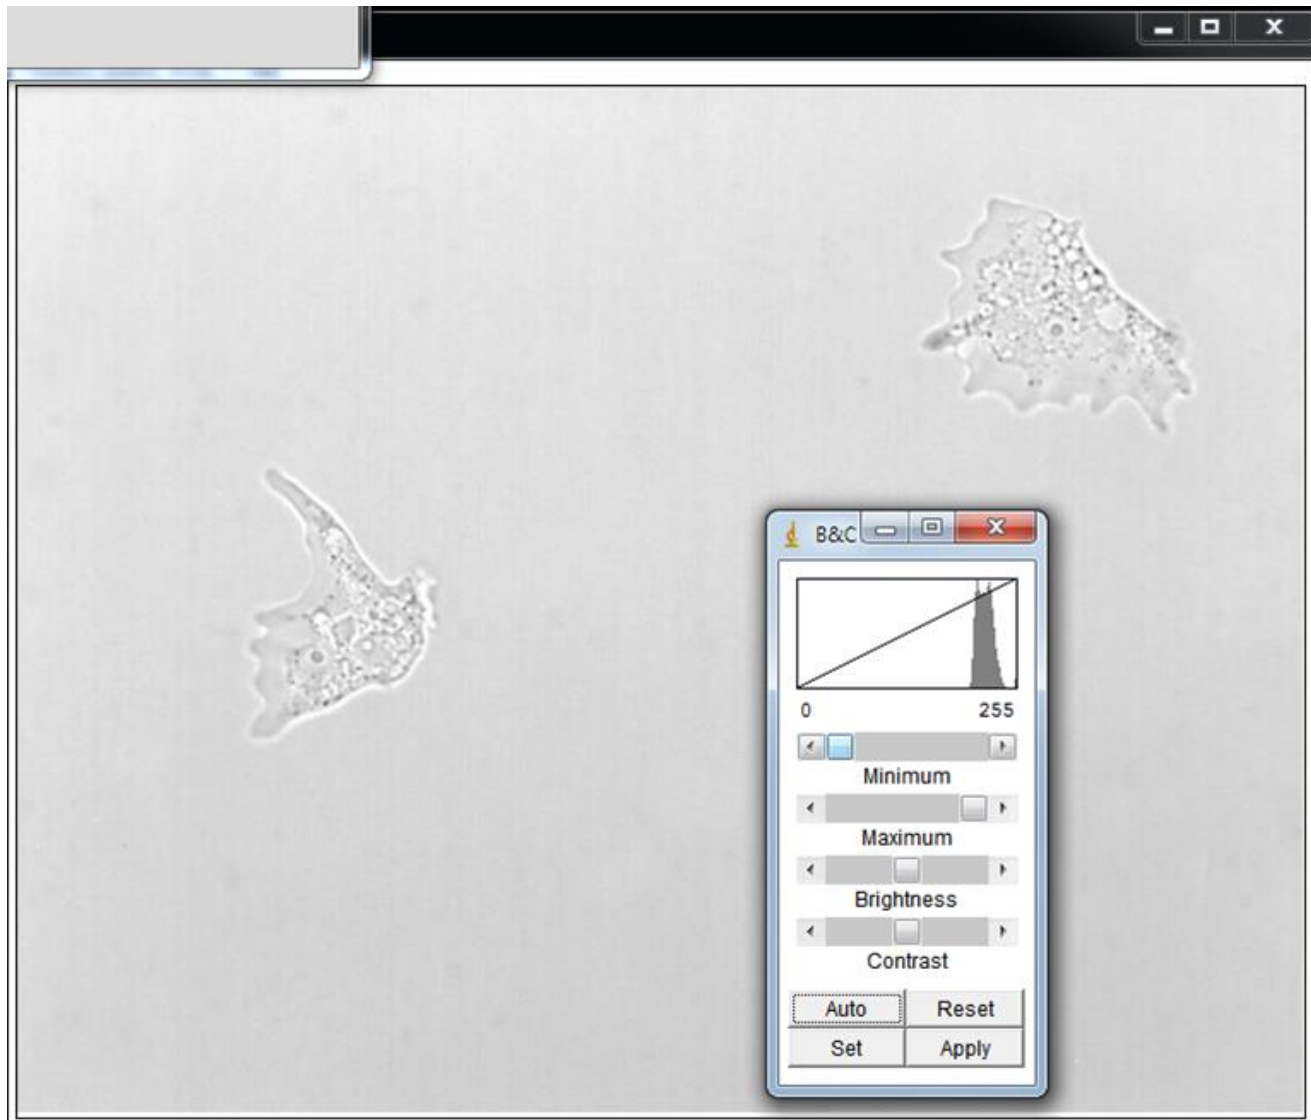 B&C
0 255
Minimum
Maximum
Brightness
Contrast
Auto Reset
Set Apply